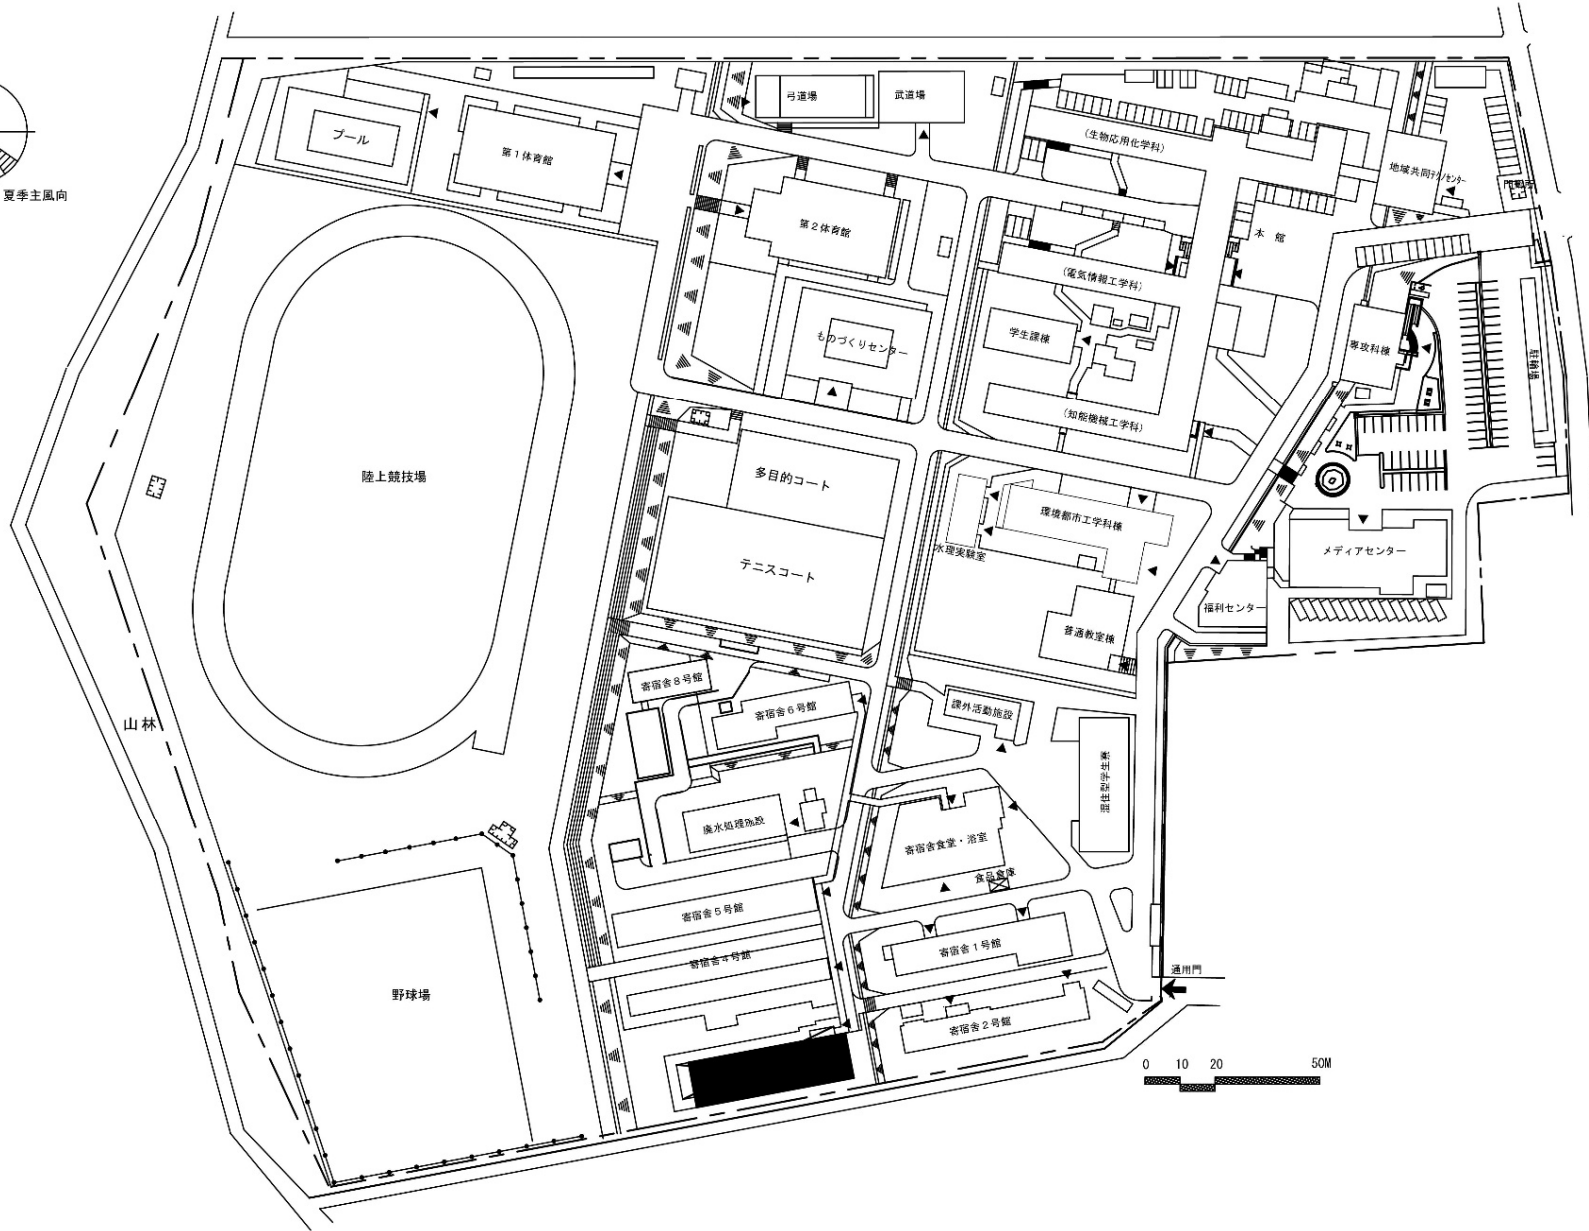 夏季主風向
プール
第１体育館
弓道場
武道場
(生物応用化学科)
地域共同ﾃｸﾉｾﾝﾀｰ
門衛所
第２体育館
本館
(電気情報工学科)
ものづくりセンター
学生課棟
専攻科棟
駐輪場
(知能機械工学科)
陸上競技場
多目的コート
環境都市工学科棟
水理実験室
メディアセンター
テニスコート
福利センター
普通教室棟
寄宿舎８号館
寄宿舎６号館
課外活動施設
山林
混住型学生寮
廃水処理施設
寄宿舎食堂・浴室
食品倉庫
寄宿舎５号館
寄宿舎１号館
寄宿舎４号館
通用門
野球場
寄宿舎２号館
0 10 20 50M